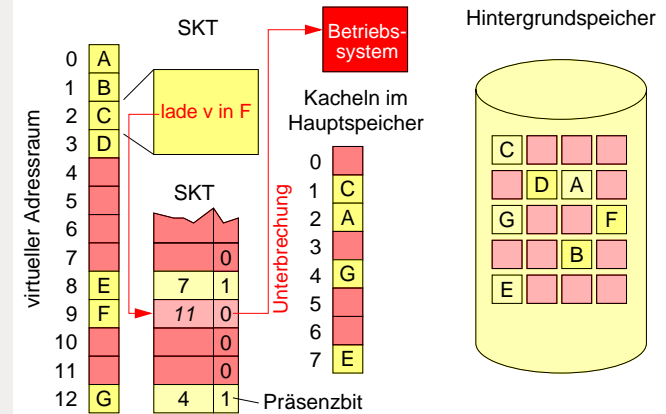 SKT
Betriebs-
system
Hintergrundspeicher
virtueller Adressraum
0 A
1 B
2 C
3 D
4
5
6
7
8 E
9 F
10
11
12 G
lade v in F
SKT
0
7 1
11 0
0
0
4 1
Präsenzbit
Unterbrechung
Kacheln im
Hauptspeicher
0
1 C
2 A
3
4 G
5
6
7 E
C
D A
G F
B
E